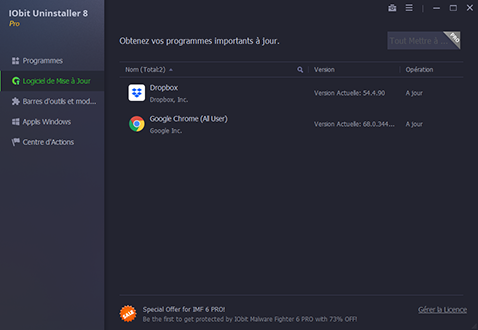 IObit Uninstaller 8
Pro
Obtenez vos programmes importants à jour.
Tout Mettre à ...
PRO
Programmes
Logiciel de Mise à Jour
Barres d'outils et mod...
Applis Windows
Centre d'Actions
Nom (Total:2)
Version
Opération
Dropbox
Dropbox, Inc.
Version Actuelle: 54.4.90
A jour
Google Chrome (All User)
Google Inc.
Version Actuelle: 68.0.344...
A jour
SALE
Special Offer for IMF 6 PRO!
Be the first to get protected by IObit Malware Fighter 6 PRO with 73% OFF!
Gérer la Licence